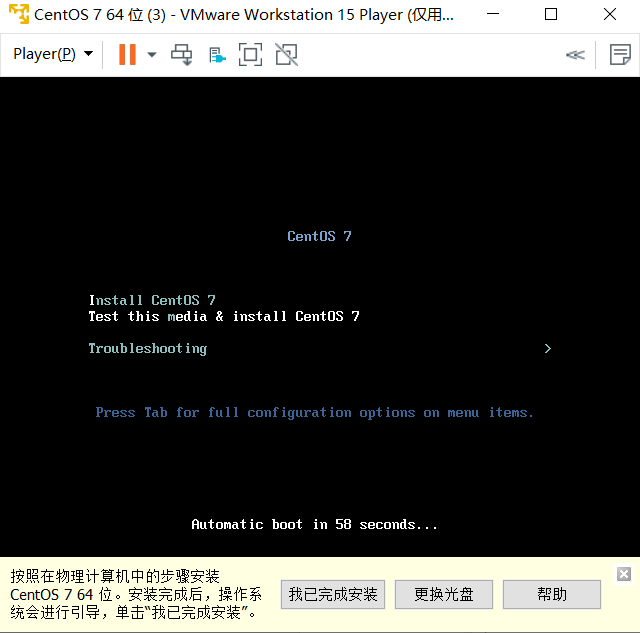 CentOS 7 64 位 (3) - VMware Workstation 15 Player (仅用...
Player(P)
CentOS 7
Install CentOS 7
Test this media & install CentOS 7
Troubleshooting >
Press Tab for full configuration options on menu items.
Automatic boot in 58 seconds...
按照在物理计算机中的步骤安装
CentOS 7 64 位。安装完成后，操作系
统会进行引导，单击“我已完成安装”。
我已完成安装 更换光盘 帮助